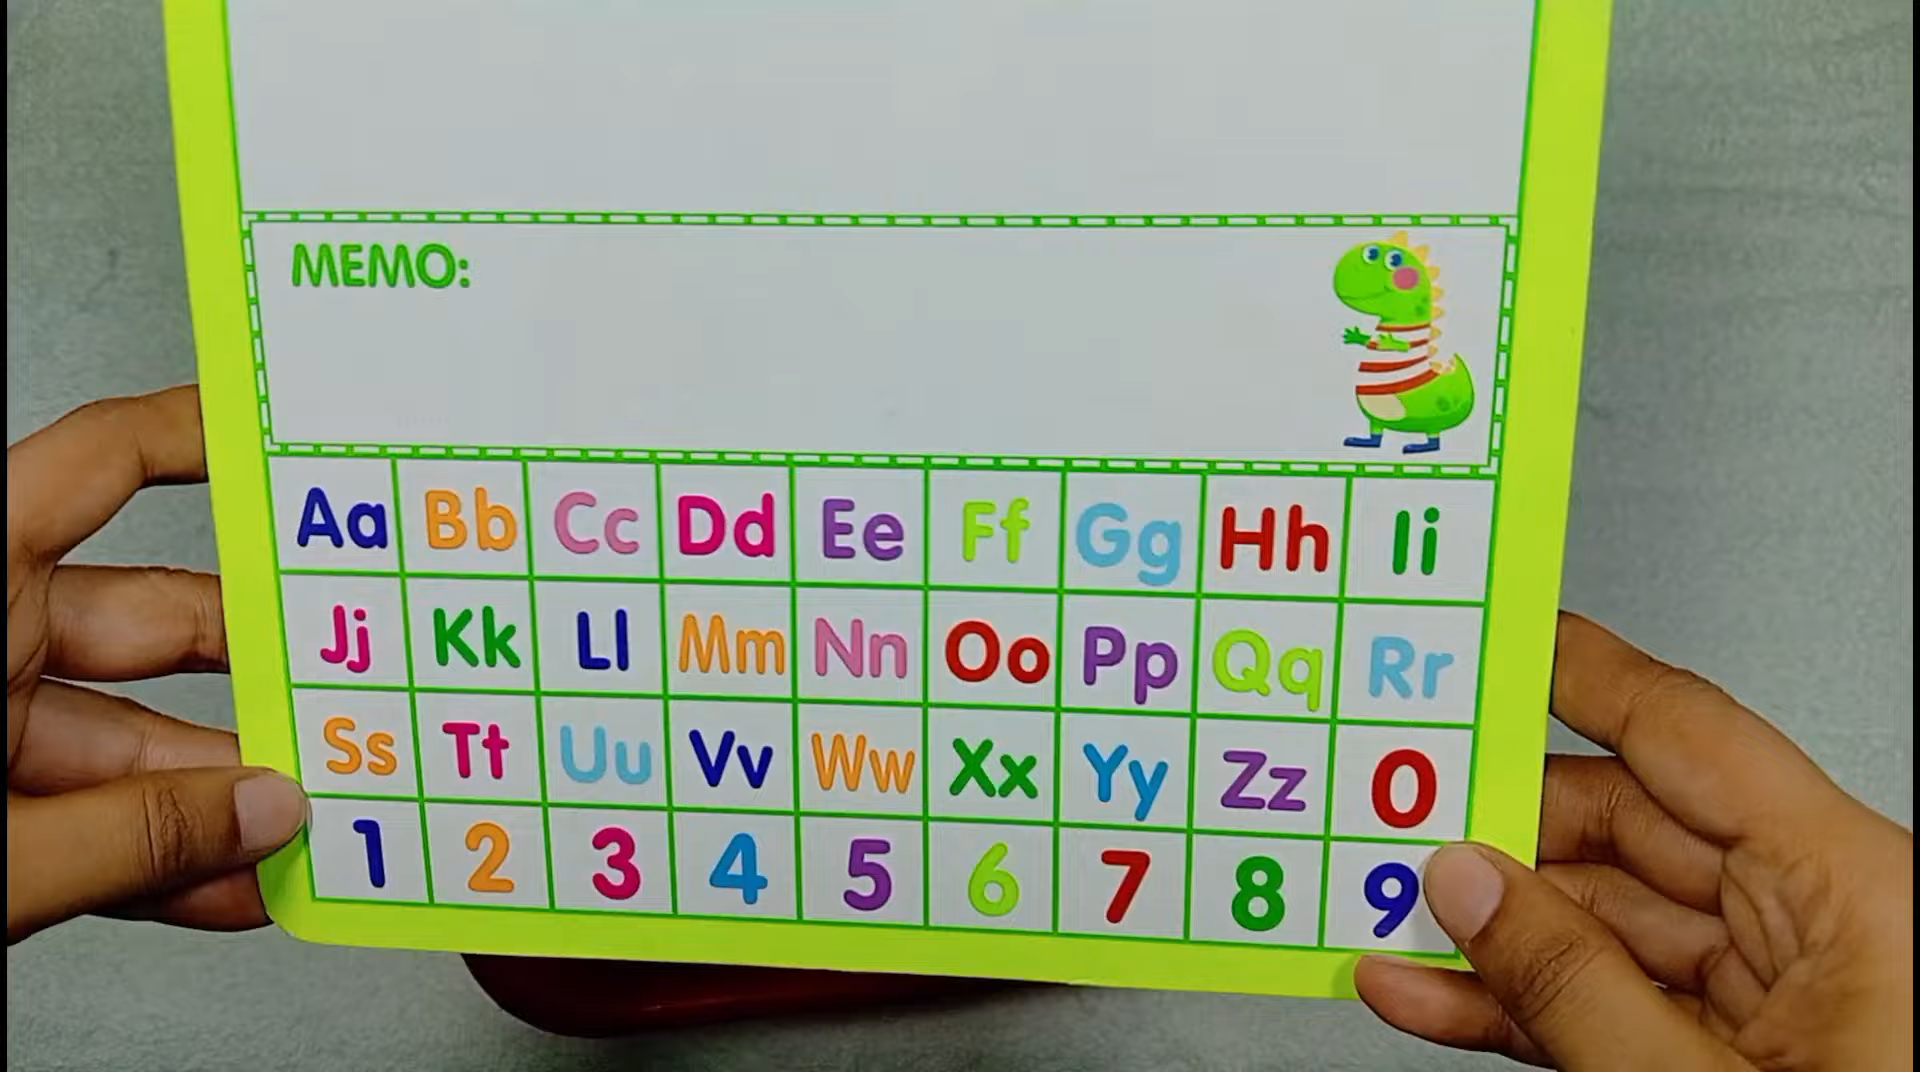 MEMO:
Aa Bb Cc Dd Ee Ff Gg Hh Ii
Jj Kk Ll Mm Nn Oo Pp Qq Rr
Ss Tt Uu Vv Ww Xx Yy Zz 0
1 2 3 4 5 6 7 8 9